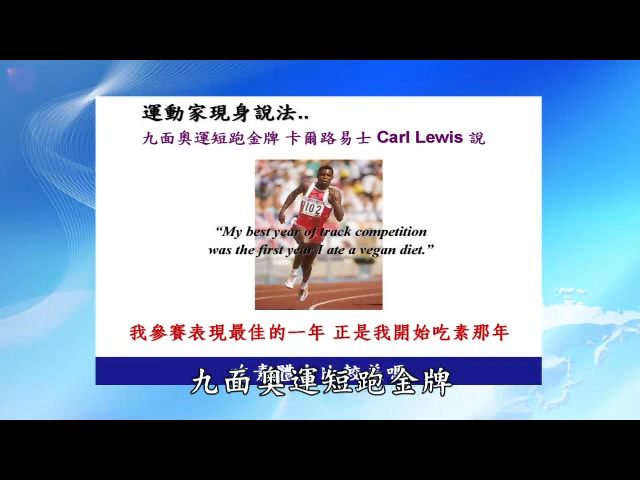 運動家現身說法..
九面奧運短跑金牌 卡爾路易士 Carl Lewis 說
102
“My best year of track competition
was the first year I ate a vegan diet.”
我參賽表現最佳的一年 正是我開始吃素那年
九面奧運短跑金牌